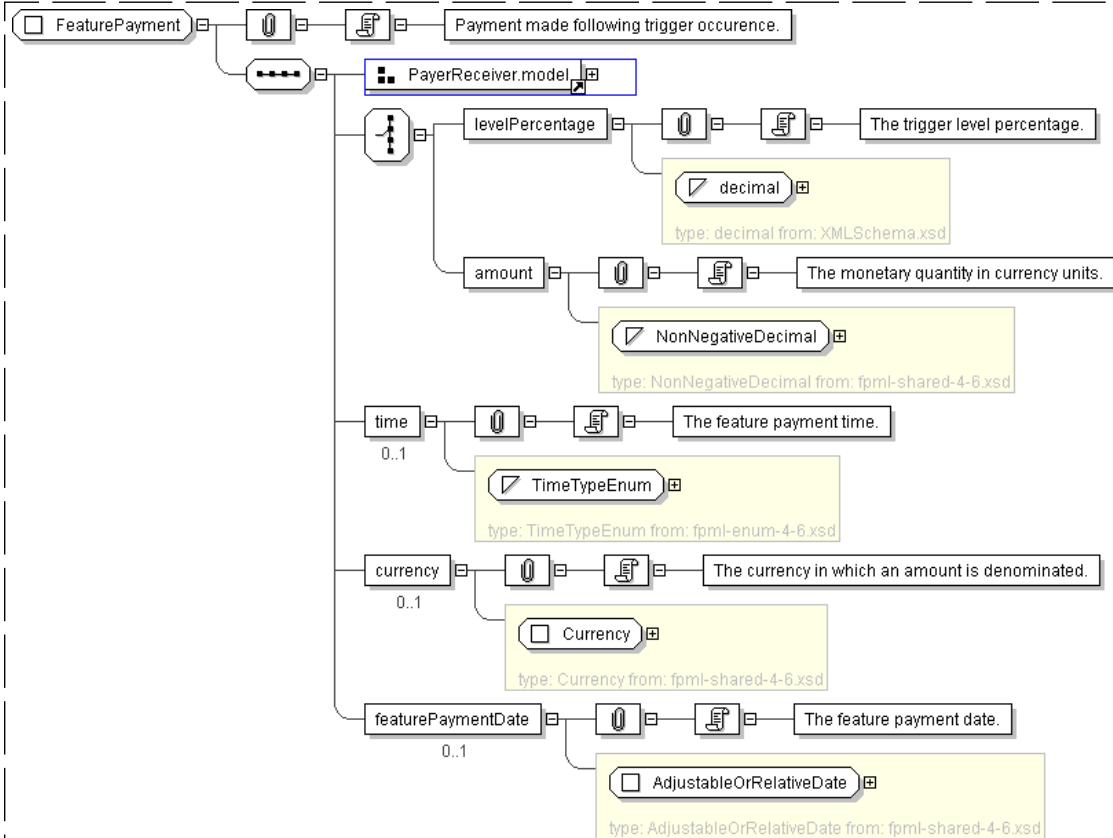 FeaturePayment
Payment made following trigger occurence.
PayerReceiver.model
levelPercentage
The trigger level percentage.
decimal
type: decimal from: XMLSchema.xsd
amount
The monetary quantity in currency units.
NonNegativeDecimal
type: NonNegativeDecimal from: fpml-shared-4-6.xsd
time
The feature payment time.
0..1
TimeTypeEnum
type: TimeTypeEnum from: fpml-enum-4-6.xsd
currency
The currency in which an amount is denominated.
0..1
Currency
type: Currency from: fpml-shared-4-6.xsd
featurePaymentDate
The feature payment date.
0..1
AdjustableOrRelativeDate
type: AdjustableOrRelativeDate from: fpml-shared-4-6.xsd